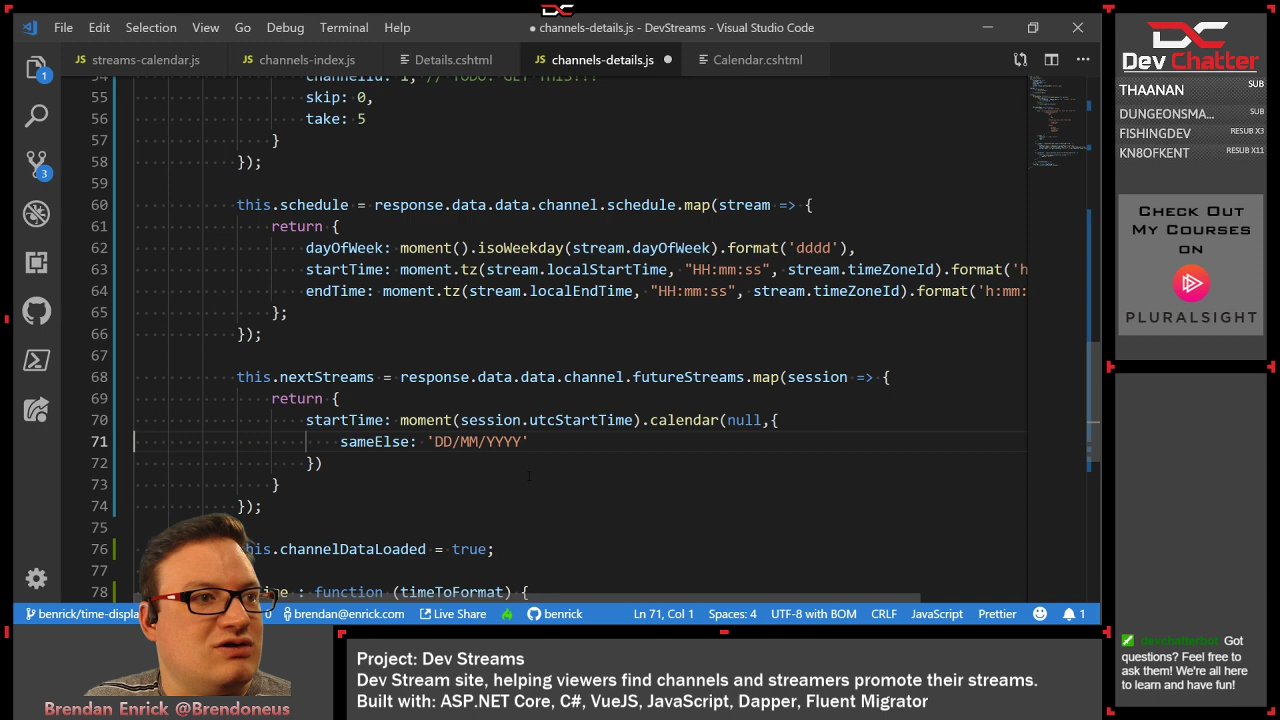 DC
File Edit Selection View Go Debug Terminal Help
● channels-details.js - DevStreams - Visual Studio Code
JS streams-calendar.js
JS channels-index.js
Details.cshtml
JS channels-details.js ●
Calendar.cshtml
1
3
55 skip: 0,
56 take: 5
57 }
58 });
59
60 this.schedule = response.data.data.channel.schedule.map(stream => {
61 return {
62 dayOfWeek: moment().isoWeekday(stream.dayOfWeek).format('dddd'),
63 startTime: moment.tz(stream.localStartTime, "HH:mm:ss", stream.timeZoneId).format('h
64 endTime: moment.tz(stream.localEndTime, "HH:mm:ss", stream.timeZoneId).format('h:mm:
65 };
66 });
67
68 this.nextStreams = response.data.data.channel.futureStreams.map(session => {
69 return {
70 startTime: moment(session.utcStartTime).calendar(null,{
71 sameElse: 'DD/MM/YYYY'
72 })
73 }
74 });
75
76 his.channelDataLoaded = true;
77
78 : function (timeToFormat) {
benrick/time-displa
0
brendan@enrick.com
Live Share
benrick
Ln 71, Col 1
Spaces: 4
UTF-8 with BOM
CRLF
JavaScript
Prettier
1
DC
Dev Chatter
THAANAN SUB
DUNGEONSMA... SUB
FISHINGDEV RESUB X3
KN8OFKENT RESUB X11
CHECK OUT
MY COURSES
ON
PLURALSIGHT
devchatterbot Got
questions? Feel free to
ask them! We're all here
to learn and have fun!
Project: Dev Streams
Dev Stream site, helping viewers find channels and streamers promote their streams.
Built with: ASP.NET Core, C#, VueJS, JavaScript, Dapper, Fluent Migrator
Brendan Enrick @Brendoneus